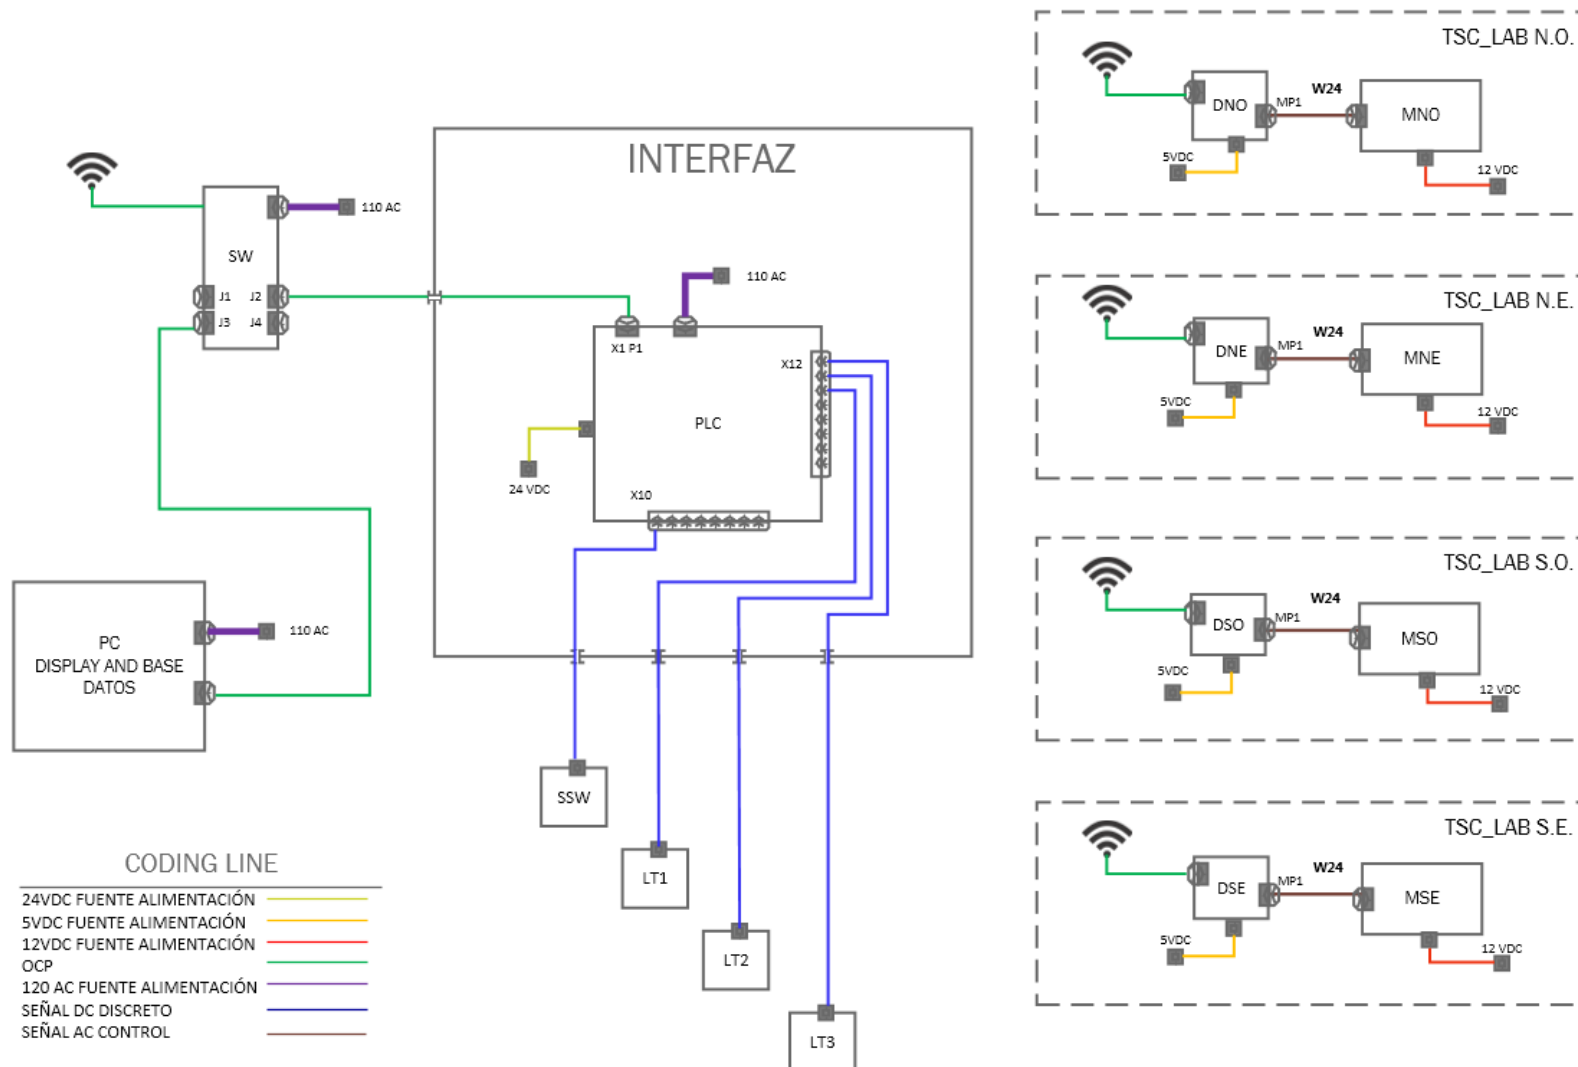 INTERFAZ
110 AC
SW
J1 J2
J3 J4
110 AC
X1 P1
X12
PLC
24 VDC
X10
PC
DISPLAY AND BASE
DATOS
110 AC
SSW
LT1
LT2
LT3
CODING LINE
24VDC FUENTE ALIMENTACIÓN
5VDC FUENTE ALIMENTACIÓN
12VDC FUENTE ALIMENTACIÓN
OCP
120 AC FUENTE ALIMENTACIÓN
SEÑAL DC DISCRETO
SEÑAL AC CONTROL
TSC_LAB N.O.
DNO
MP1
W24
MNO
5VDC
12 VDC
TSC_LAB N.E.
DNE
MP1
W24
MNE
5VDC
12 VDC
TSC_LAB S.O.
DSO
MP1
W24
MSO
5VDC
12 VDC
TSC_LAB S.E.
DSE
MP1
W24
MSE
5VDC
12 VDC